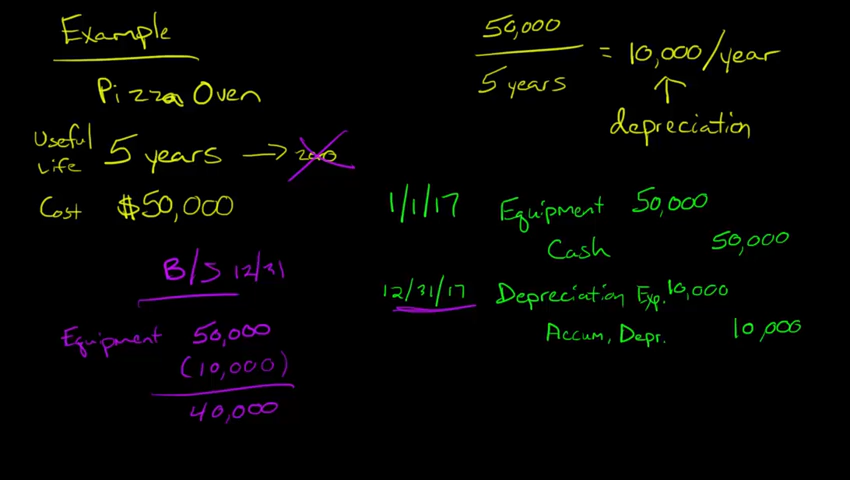 Example
Pizza Oven
Useful Life 5 years → zero
Cost $50,000
50,000
5 years
= 10,000/year
↑
depreciation
1/1/17 Equipment 50,000
Cash 50,000
12/31/17 Depreciation Exp. 10,000
Accum. Depr. 10,000
B/S 12/31
Equipment 50,000
(10,000)
40,000